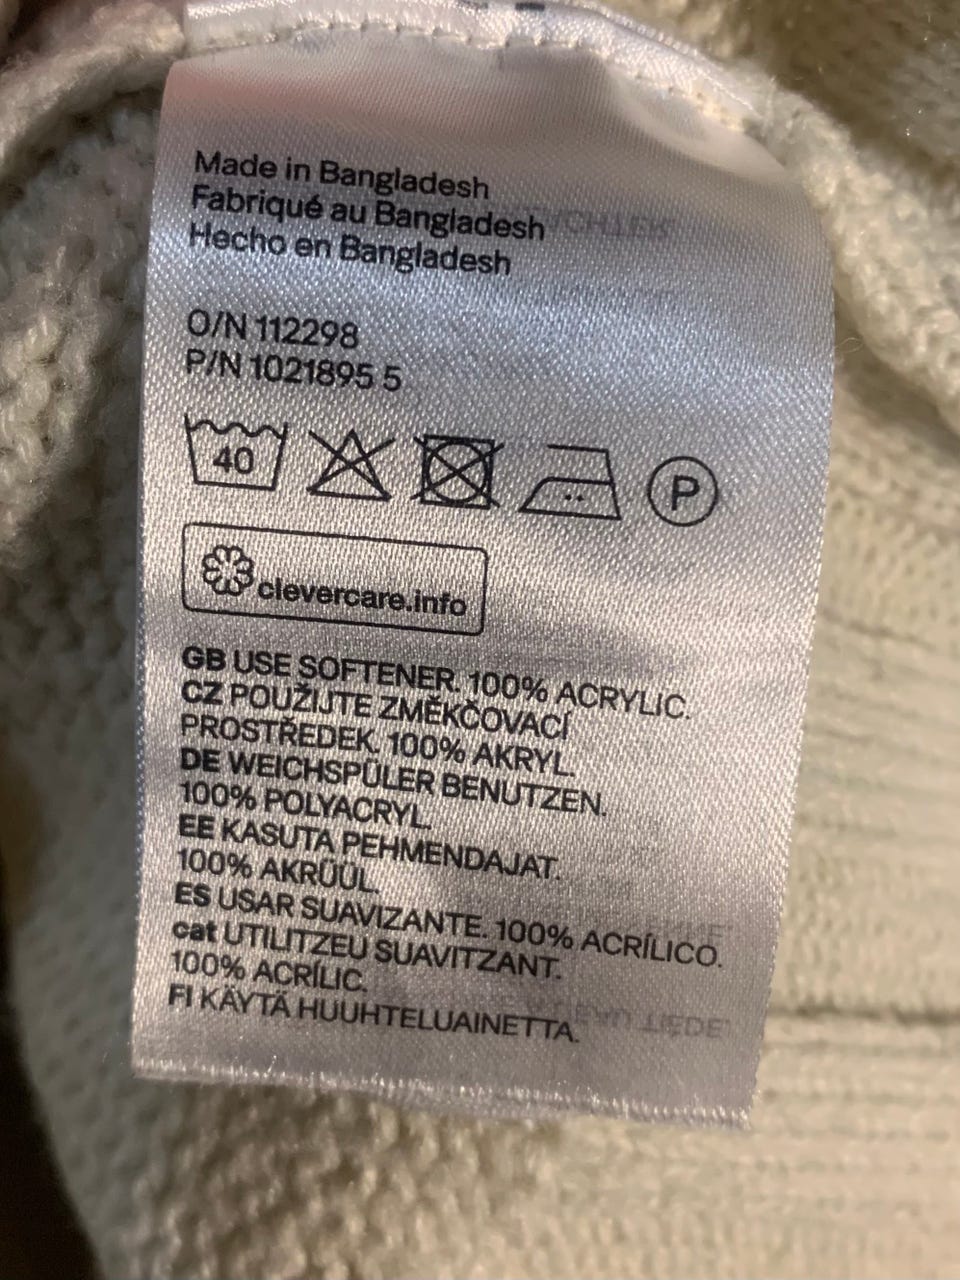 Made in Bangladesh
Fabriqué au Bangladesh
Hecho en Bangladesh
O/N 112298
P/N 1021895 5
40 P
clevercare.info
GB USE SOFTENER. 100% ACRYLIC.
CZ POUŽIJTE ZMĚKČOVACÍ
PROSTŘEDEK. 100% AKRYL.
DE WEICHSPÜLER BENUTZEN.
100% POLYACRYL.
EE KASUTA PEHMENDAJAT.
100% AKRÜÜL.
ES USAR SUAVIZANTE. 100% ACRÍLICO.
cat UTILITZEU SUAVITZANT.
100% ACRÍLIC.
FI KÄYTÄ HUUHTELUAINETTA.